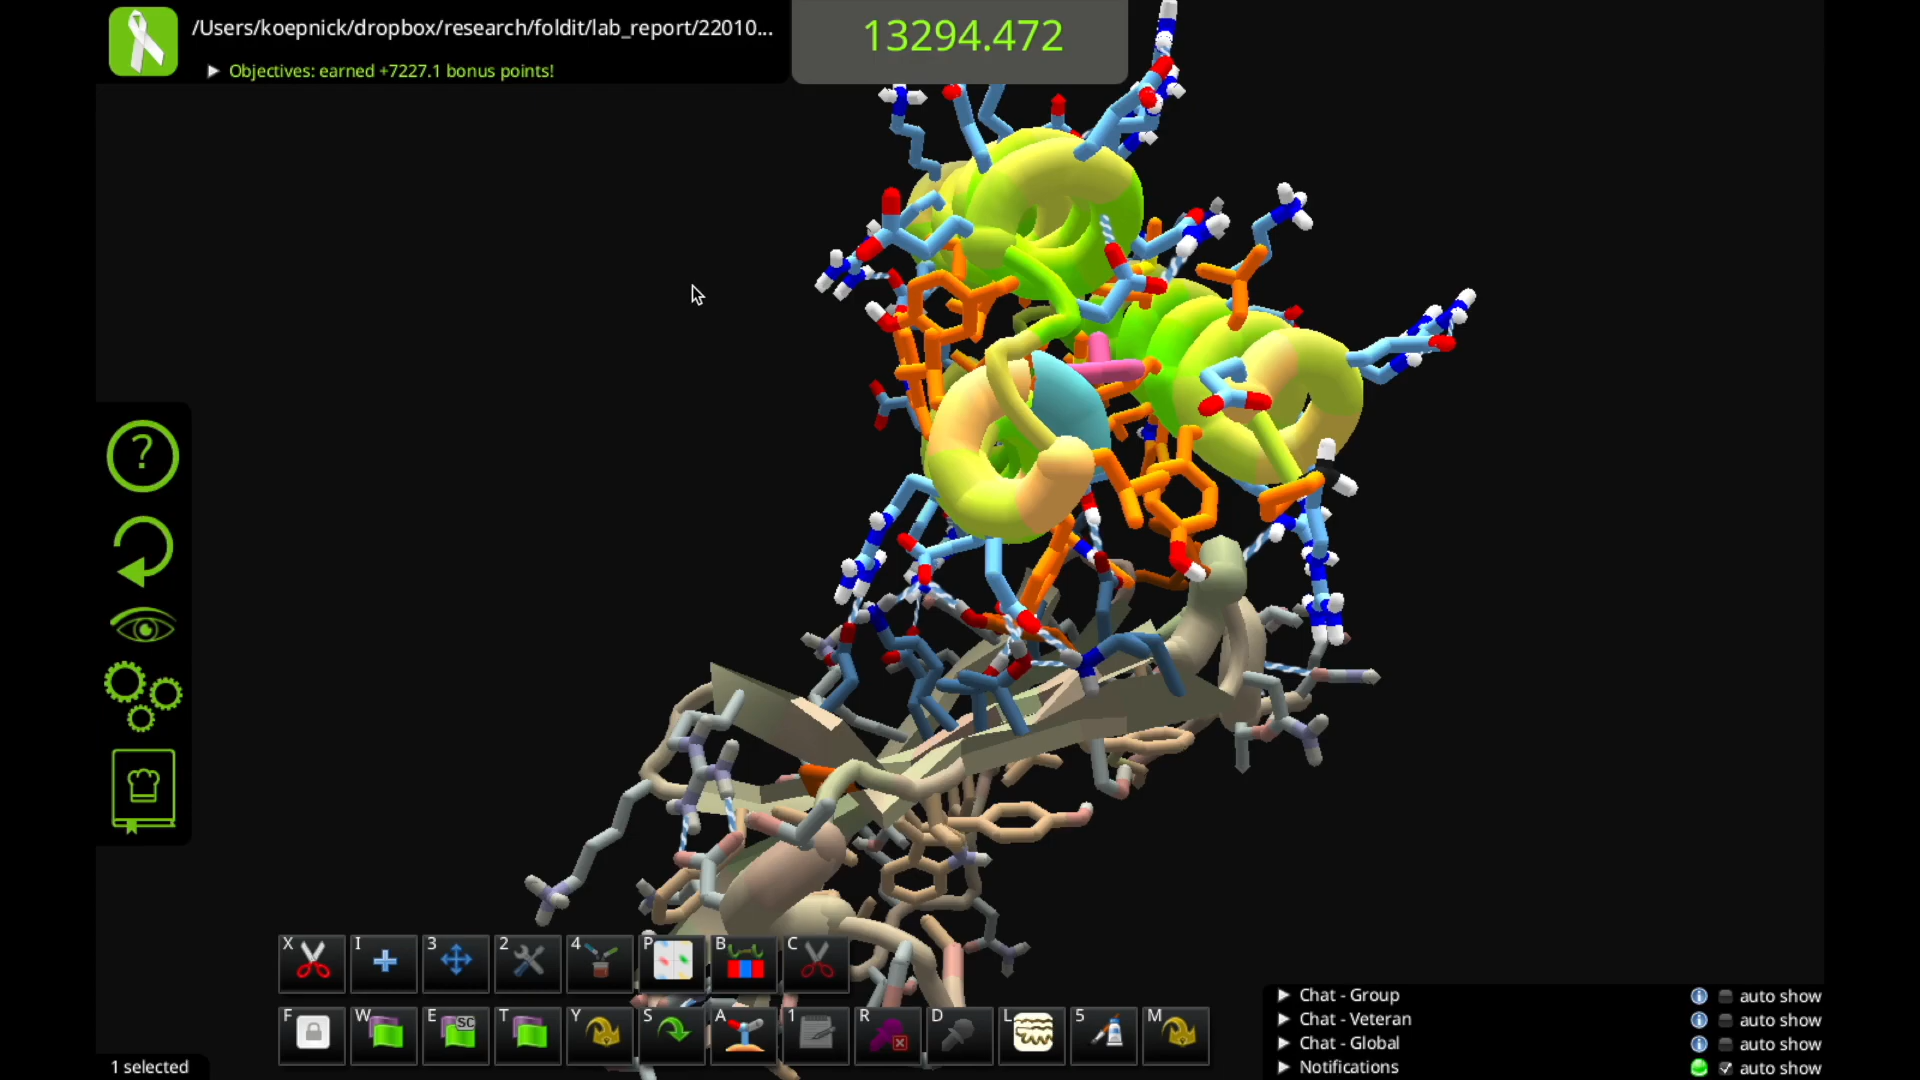 /Users/koepnick/dropbox/research/foldit/lab_report/22010...
Objectives: earned +7227.1 bonus points!
13294.472
?
X I 3 2 4 P B C
SC
F W E T Y S A 1 R D L 5 M
1 selected
Chat - Group auto show
Chat - Veteran auto show
Chat - Global auto show
Notifications auto show